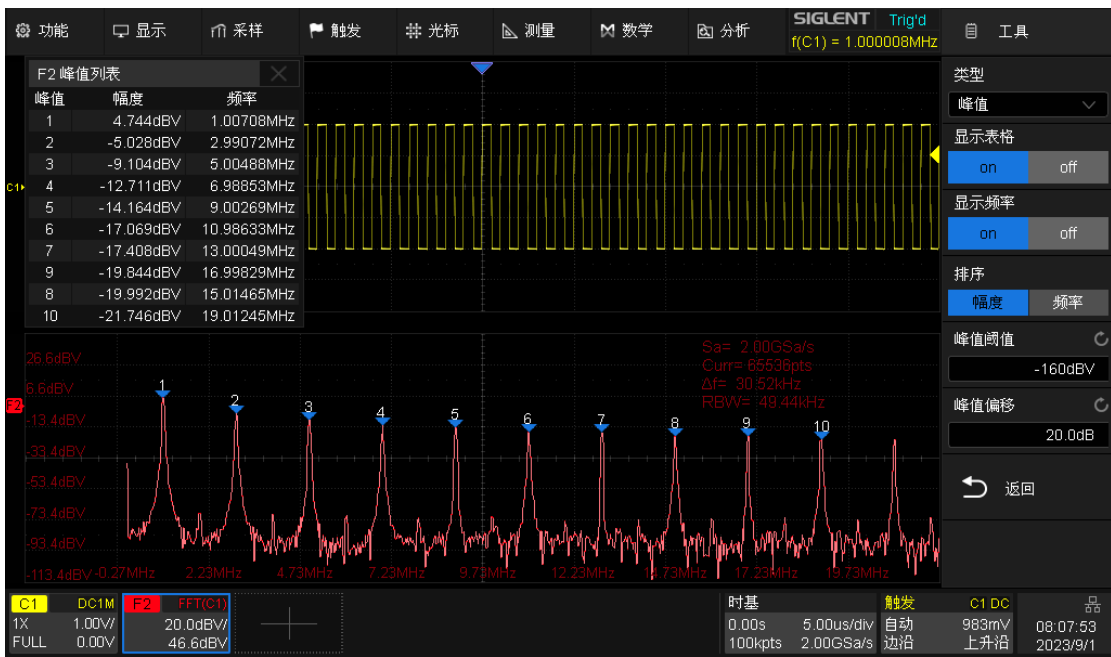 功能 显示 采样 触发 光标 测量 数学 分析 SIGLENT Trig'd 工具
f(C1) = 1.000008MHz
F2 峰值列表
峰值 幅度 频率
1 4.744dBV 1.00708MHz
2 -5.028dBV 2.99072MHz
3 -9.104dBV 5.00488MHz
4 -12.711dBV 6.98853MHz
5 -14.164dBV 9.00269MHz
6 -17.069dBV 10.98633MHz
7 -17.408dBV 13.00049MHz
9 -19.844dBV 16.99829MHz
8 -19.992dBV 15.01465MHz
10 -21.746dBV 19.01245MHz
C1
类型
峰值
显示表格
on off
显示频率
on off
排序
幅度 频率
峰值阈值
-160dBV
峰值偏移
20.0dB
返回
Sa= 2.00GSa/s
Curr= 65536pts
Δf= 30.52kHz
RBW= 49.44kHz
26.6dBV
6.6dBV
F2
-13.4dBV
-33.4dBV
-53.4dBV
-73.4dBV
-93.4dBV
-113.4dBV
1 2 3 4 5 6 7 8 9 10
-0.27MHz 2.23MHz 4.73MHz 7.23MHz 9.73MHz 12.23MHz 14.73MHz 17.23MHz 19.73MHz
C1 DC1M
1X 1.00V/
FULL 0.00V
F2 FFT(C1)
20.0dBV/
46.6dBV
时基
0.00s 5.00us/div
100kpts 2.00GSa/s
触发 C1 DC
自动 983mV
边沿 上升沿
08:07:53
2023/9/1